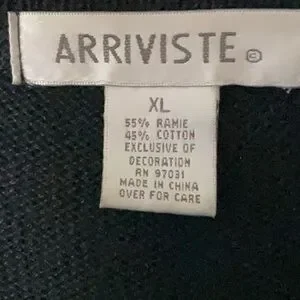 ARRIVISTE ©
XL
55% RAMIE
45% COTTON
EXCLUSIVE OF
DECORATION
RN 97031
MADE IN CHINA
OVER FOR CARE